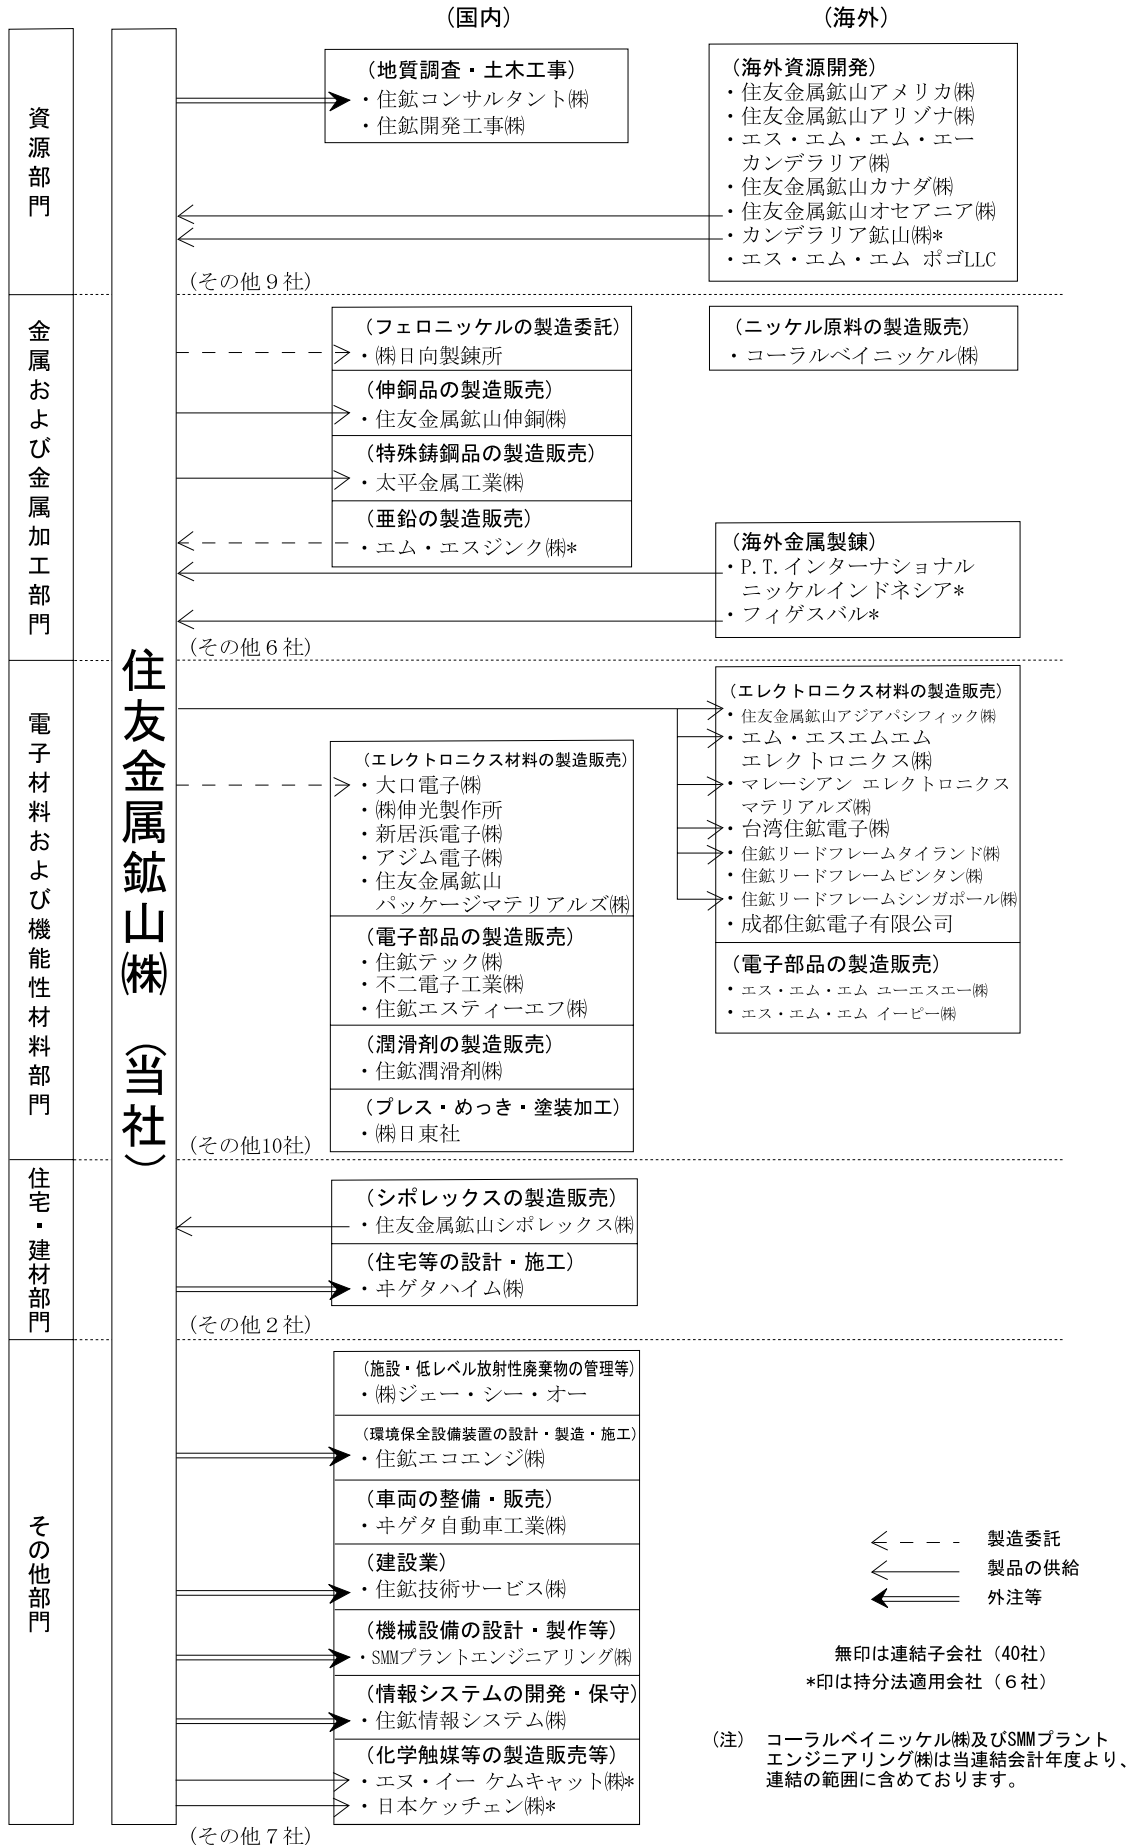 （国内）
（海外）
資源部門
（地質調査・土木工事）
・住鉱コンサルタント㈱
・住鉱開発工事㈱
（海外資源開発）
・住友金属鉱山アメリカ㈱
・住友金属鉱山アリゾナ㈱
・エス・エム・エム・エー
カンデラリア㈱
・住友金属鉱山カナダ㈱
・住友金属鉱山オセアニア㈱
・カンデラリア鉱山㈱*
・エス・エム・エム ポゴLLC
（その他９社）
金属および金属加工部門
（フェロニッケルの製造委託）
・㈱日向製錬所
（伸銅品の製造販売）
・住友金属鉱山伸銅㈱
（特殊鋳鋼品の製造販売）
・太平金属工業㈱
（亜鉛の製造販売）
・エム・エスジンク㈱*
（ニッケル原料の製造販売）
・コーラルベイニッケル㈱
（海外金属製錬）
・P.T.インターナショナル
ニッケルインドネシア*
・フィゲスバル*
（その他６社）
住友金属鉱山㈱（当社）
電子材料および機能性材料部門
（エレクトロニクス材料の製造販売）
・大口電子㈱
・㈱伸光製作所
・新居浜電子㈱
・アジム電子㈱
・住友金属鉱山
パッケージマテリアルズ㈱
（電子部品の製造販売）
・住鉱テック㈱
・不二電子工業㈱
・住鉱エスティーエフ㈱
（潤滑剤の製造販売）
・住鉱潤滑剤㈱
（プレス・めっき・塗装加工）
・㈱日東社
（エレクトロニクス材料の製造販売）
・住友金属鉱山アジアパシフィック㈱
・エム・エスエムエム
エレクトロニクス㈱
・マレーシアン エレクトロニクス
マテリアルズ㈱
・台湾住鉱電子㈱
・住鉱リードフレームタイランド㈱
・住鉱リードフレームビンタン㈱
・住鉱リードフレームシンガポール㈱
・成都住鉱電子有限公司
（電子部品の製造販売）
・エス・エム・エム ユーエスエー㈱
・エス・エム・エム イーピー㈱
（その他10社）
住宅・建材部門
（シポレックスの製造販売）
・住友金属鉱山シポレックス㈱
（住宅等の設計・施工）
・ヰゲタハイム㈱
（その他２社）
その他部門
（施設・低レベル放射性廃棄物の管理等）
・㈱ジェー・シー・オー
（環境保全設備装置の設計・製造・施工）
・住鉱エコエンジ㈱
（車両の整備・販売）
・ヰゲタ自動車工業㈱
（建設業）
・住鉱技術サービス㈱
（機械設備の設計・製作等）
・SMMプラントエンジニアリング㈱
（情報システムの開発・保守）
・住鉱情報システム㈱
（化学触媒等の製造販売等）
・エヌ・イー ケムキャット㈱*
・日本ケッチェン㈱*
（その他７社）
製造委託
製品の供給
外注等
無印は連結子会社（40社）
*印は持分法適用会社（６社）
（注） コーラルベイニッケル㈱及びSMMプラント
エンジニアリング㈱は当連結会計年度より、
連結の範囲に含めております。